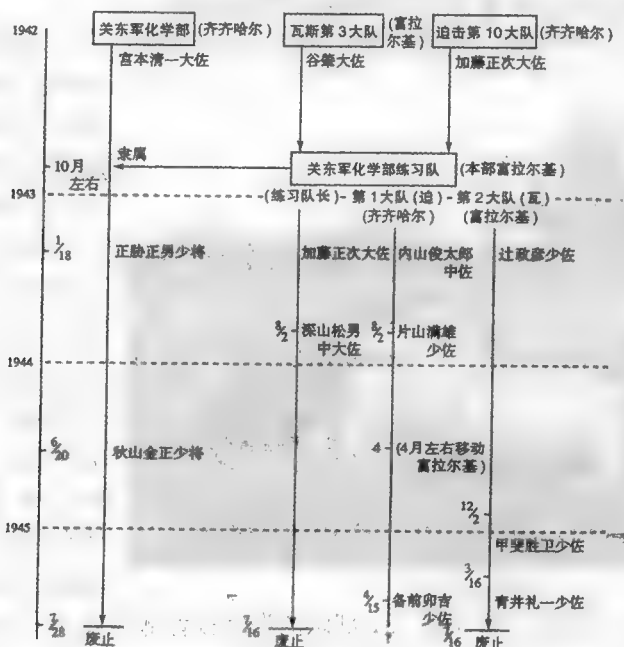 1942
关东军化学部 (齐齐哈尔)
瓦斯第3大队 (富拉
尔基)
迫击第10大队 (齐齐哈尔)
宫本清一大佐
谷肇大佐
加藤正次大佐
10月
左右
隶属
关东军化学部练习队 (本部富拉尔基)
1943
(练习队长)-第1大队(迫)-第2大队(瓦)
(齐齐哈尔)
(富拉尔基)
1/18
正胁正男少将
加藤正次大佐
内山俊太郎
中佐
辻政彦少佐
8/2
深山松男
中大佐
8/2
片山满雄
少佐
1944
6/20
秋山金正少将
4
(4月左右移动
富拉尔基)
12/2
1945
甲斐胜卫少佐
3/16
青井礼一少佐
4/15
备前卯吉
少佐
7/28
废止
7/16
废止
7/16
废止